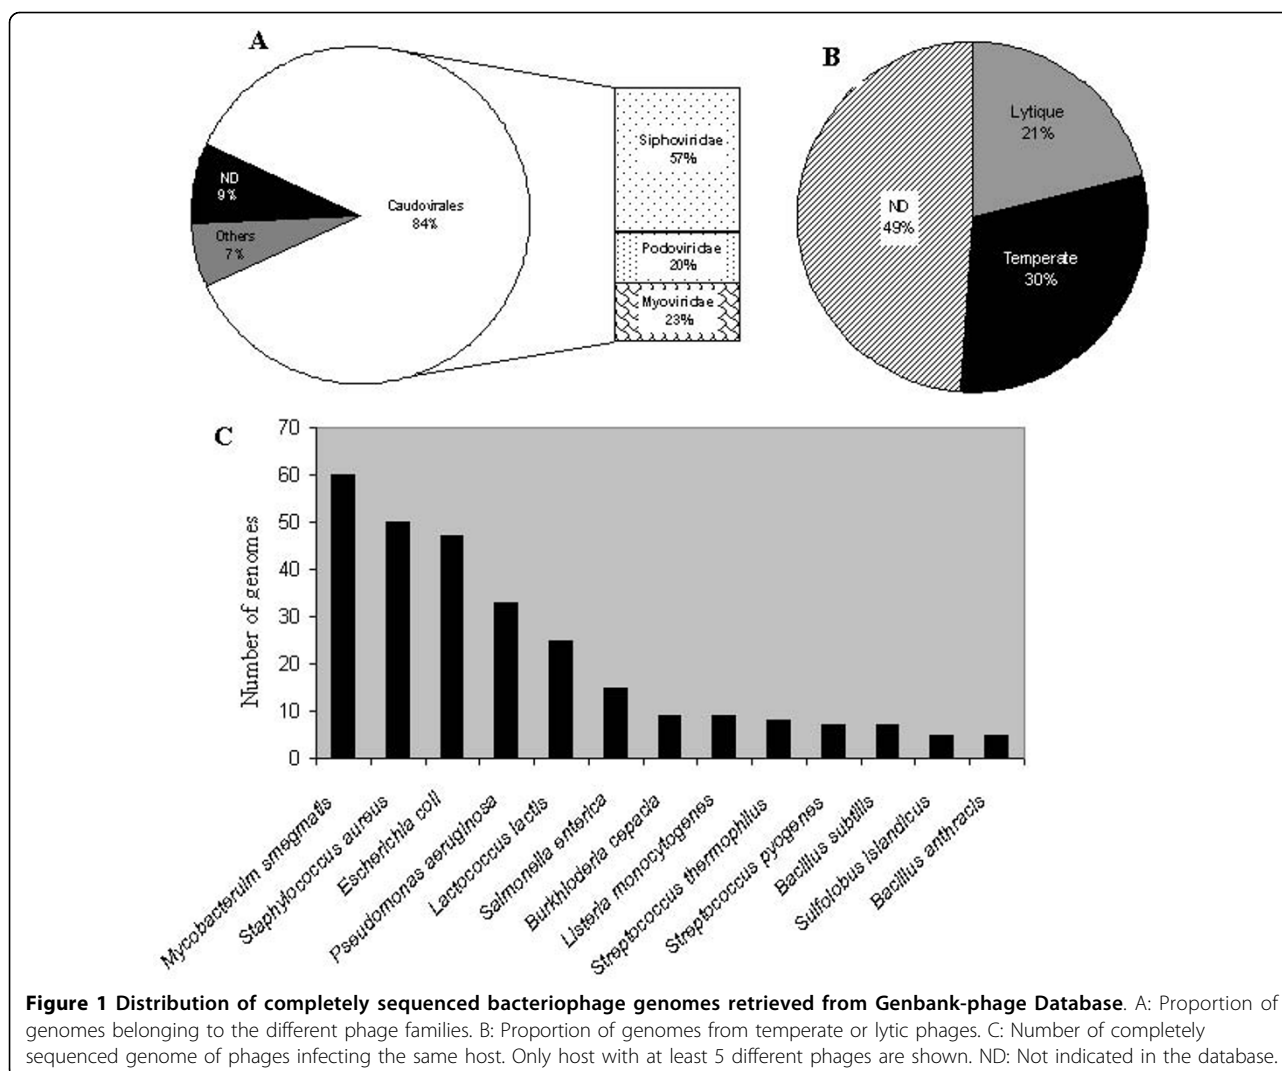 A
ND
9%
Others
7%
Caudovirales
84%
Siphoviridae
57%
Podoviridae
20%
Myoviridae
23%
B
Lytique
21%
ND
49%
Temperate
30%
C
70
60
50
40
30
20
10
0
Number of genomes
Mycobacteruim smegmatis
Staphylococcus aureus
Escherichia coli
Pseudomonas aeruginosa
Lactococcus lactis
Salmonella enterica
Burkhloderia cepacia
Listeria monocytogenes
Streptococcus thermophilus
Streptococcus pyogenes
Bacillus subtilis
Sulfolobus islandicus
Bacillus anthracis
Figure 1 Distribution of completely sequenced bacteriophage genomes retrieved from Genbank-phage Database. A: Proportion of
genomes belonging to the different phage families. B: Proportion of genomes from temperate or lytic phages. C: Number of completely
sequenced genome of phages infecting the same host. Only host with at least 5 different phages are shown. ND: Not indicated in the database.